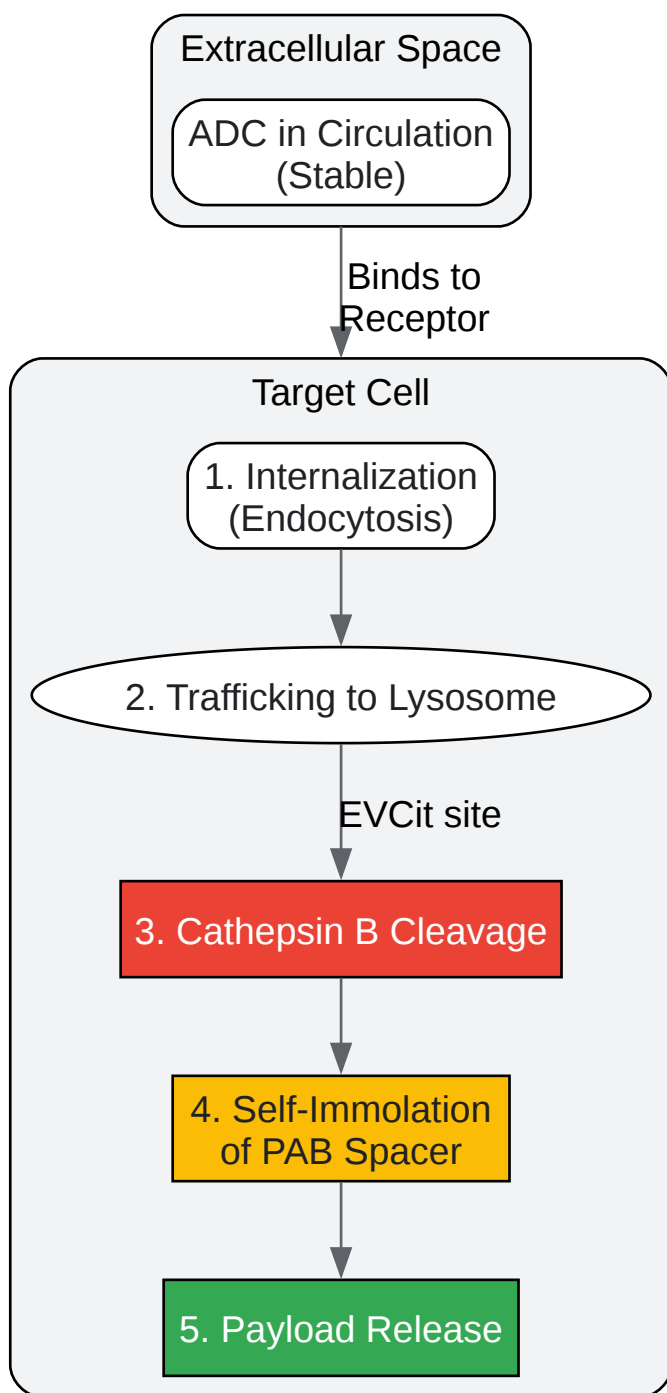 Extracellular Space
ADC in Circulation
(Stable)
Binds to
Receptor
Target Cell
1. Internalization
(Endocytosis)
2. Trafficking to Lysosome
EVCit site
3. Cathepsin B Cleavage
4. Self-Immolation
of PAB Spacer
5. Payload Release